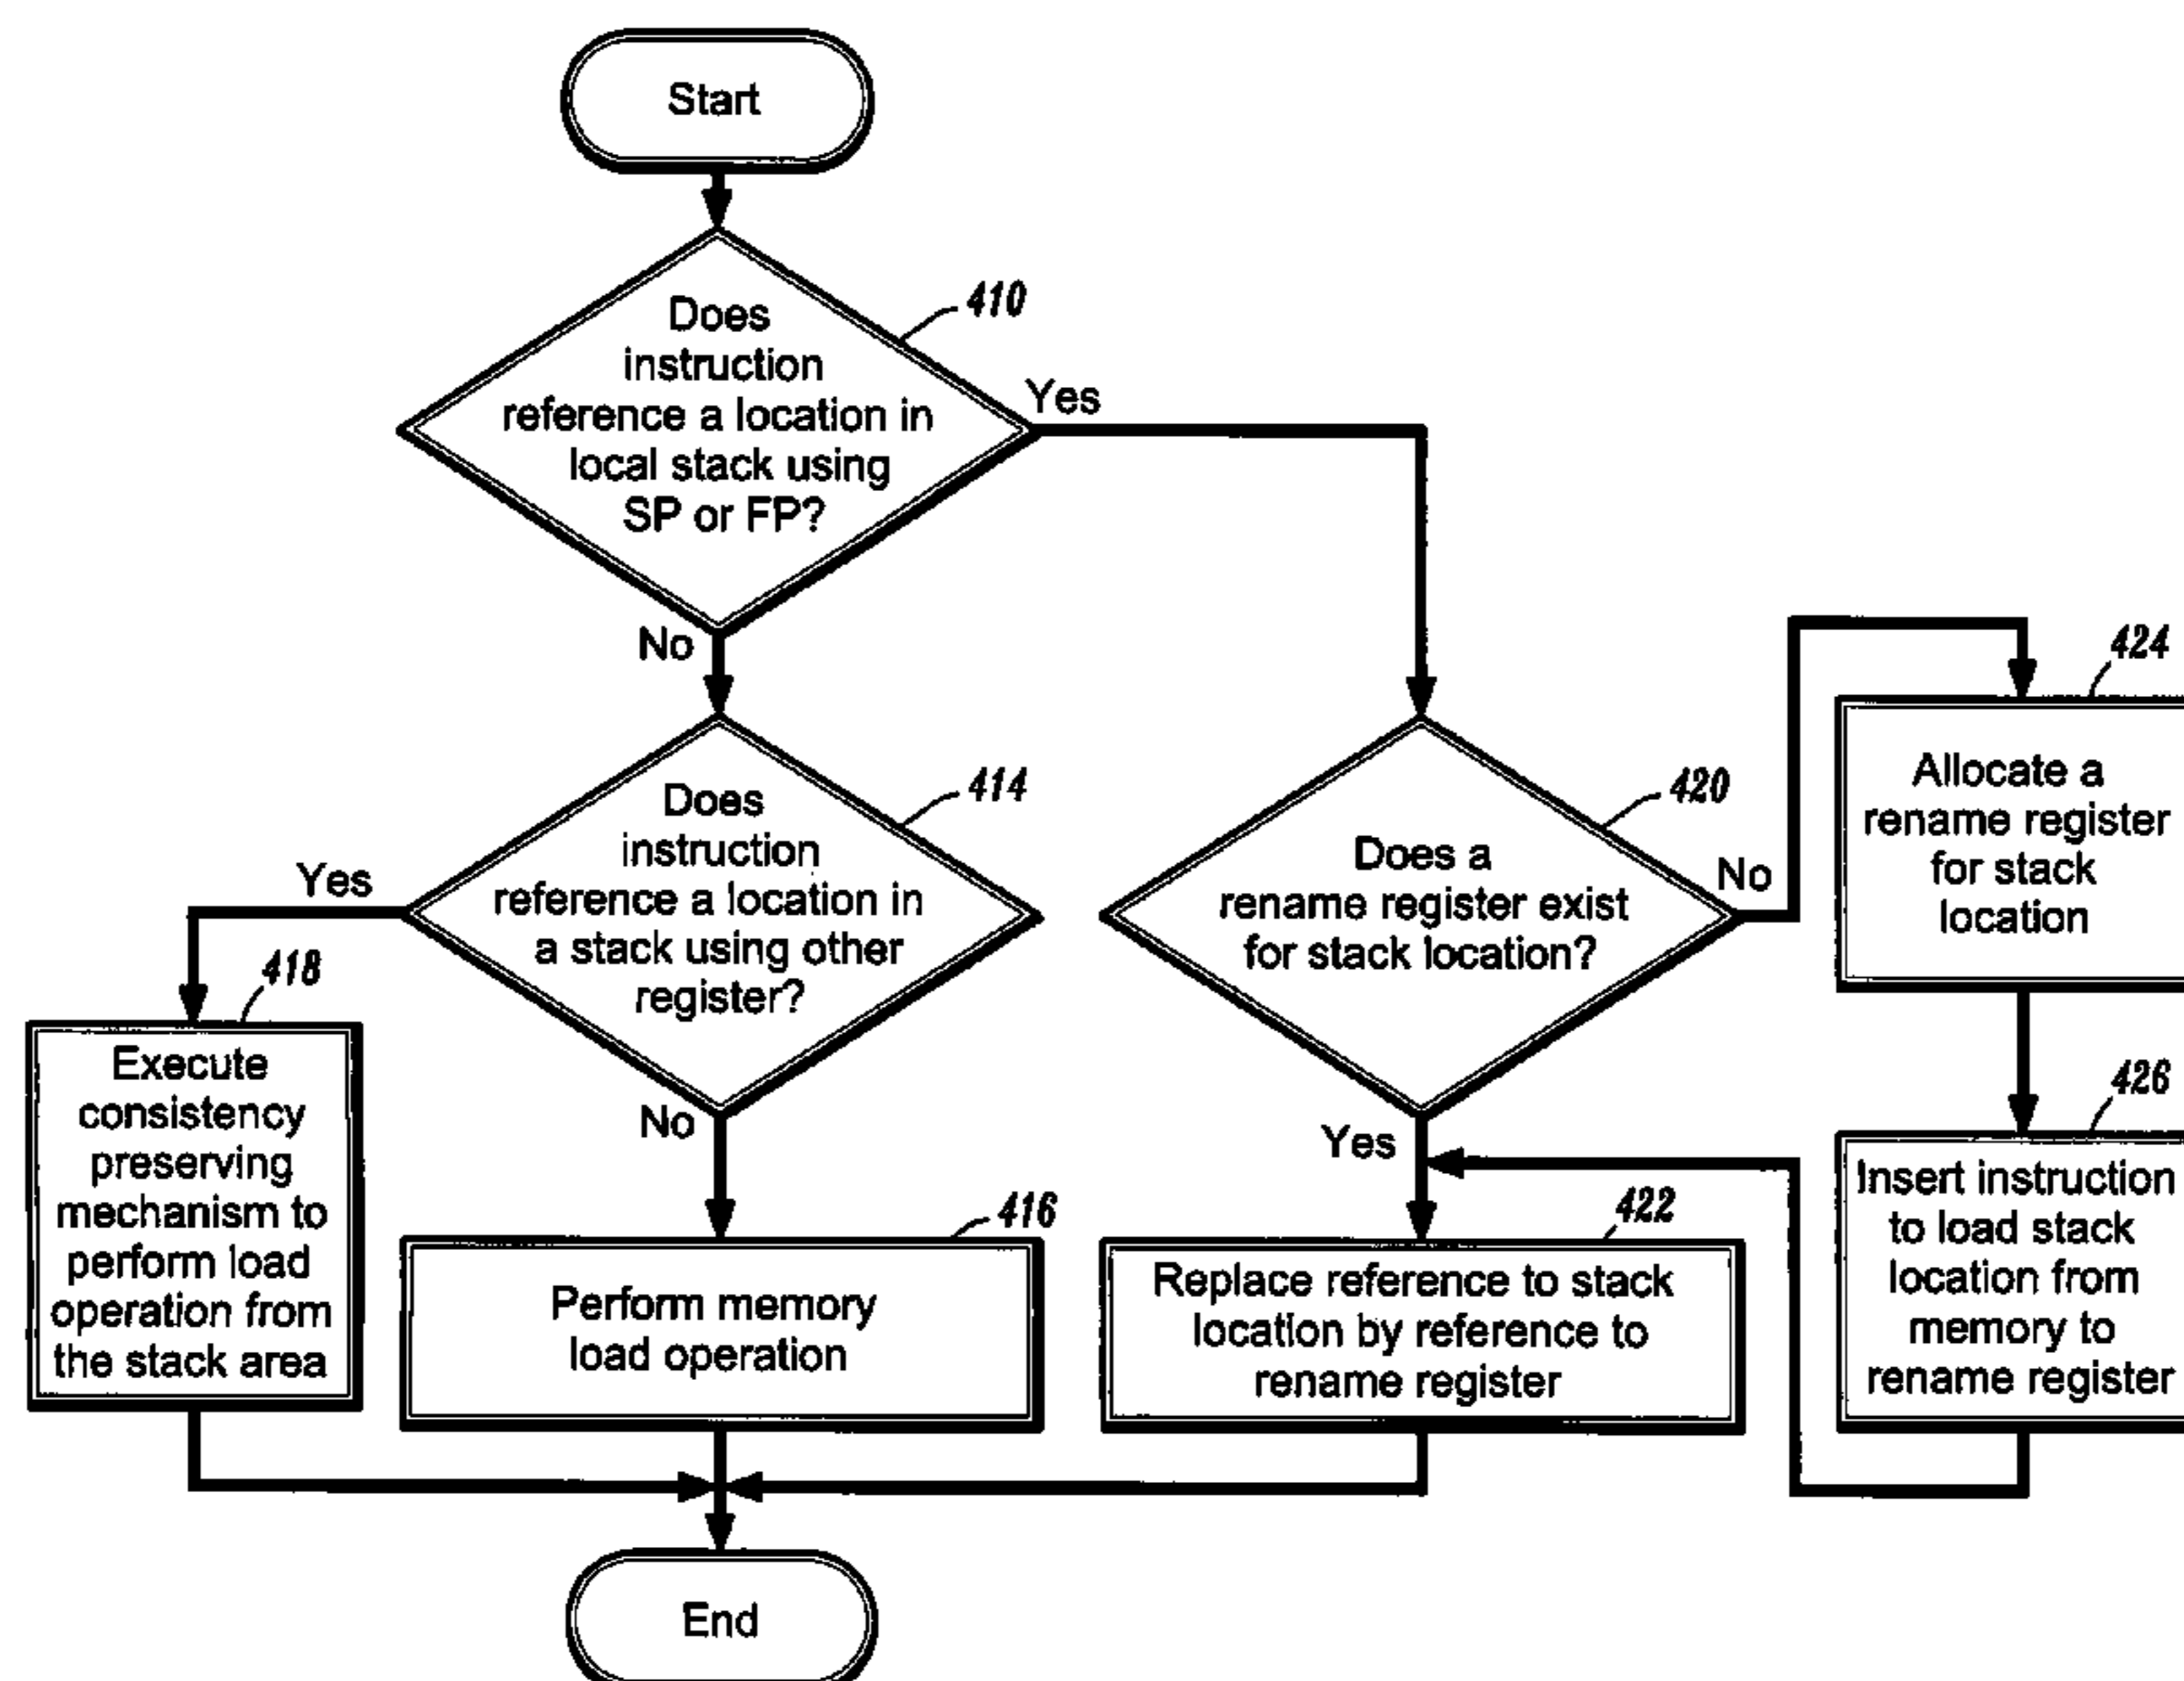 Start
Does
instruction
reference a location in
local stack using
SP or FP?
410
Yes
No
Does
instruction
reference a location in
a stack using other
register?
414
Yes
No
Does a
rename register exist
for stack location?
420
No
Yes
424
Allocate a
rename register
for stack
location
418
Execute
consistency
preserving
mechanism to
perform load
operation from
the stack area
416
Perform memory
load operation
422
Replace reference to stack
location by reference to
rename register
426
Insert instruction
to load stack
location from
memory to
rename register
End